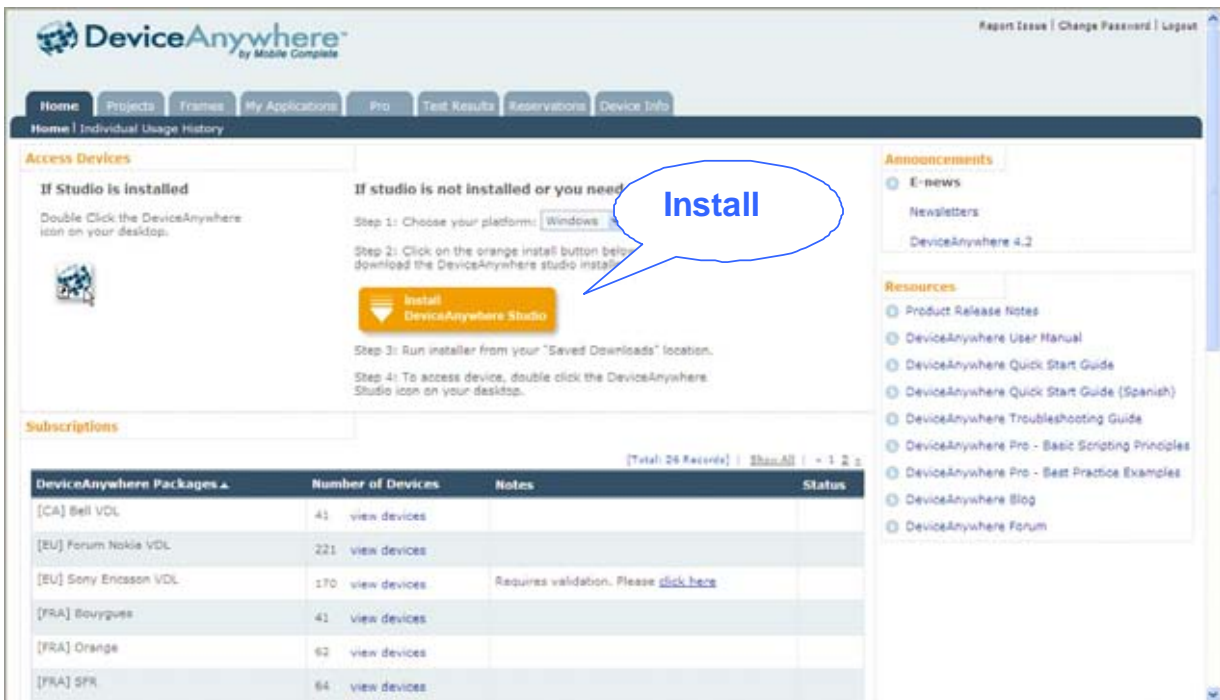 DeviceAnywhere™
by Mobile Complete
Report Issue | Change Password | Logout
Home Projects Frames My Applications Pro Test Results Reservations Device Info
Home | Individual Usage History
Access Devices
If Studio is installed
Double Click the DeviceAnywhere
icon on your desktop.
If studio is not installed or you need
Step 1: Choose your platform: Windows
Step 2: Click on the orange install button below
download the DeviceAnywhere studio
Install
DeviceAnywhere Studio
Install
Step 3: Run installer from your "Saved Downloads" location.
Step 4: To access device, double click the DeviceAnywhere
Studio icon on your desktop.
Announcements
E-news
Newsletters
DeviceAnywhere 4.2
Resources
Product Release Notes
DeviceAnywhere User Manual
DeviceAnywhere Quick Start Guide
DeviceAnywhere Quick Start Guide (Spanish)
DeviceAnywhere Troubleshooting Guide
DeviceAnywhere Pro - Basic Scripting Principles
DeviceAnywhere Pro - Best Practice Examples
DeviceAnywhere Blog
DeviceAnywhere Forum
Subscriptions
[Total: 26 Records] | Show All | « 1 2 »
DeviceAnywhere Packages Number of Devices Notes Status
[CA] Bell VDL 41 view devices
[EU] Forum Nokia VDL 221 view devices
[EU] Sony Ericsson VDL 170 view devices Requires validation. Please click here
[FRA] Bouygues 41 view devices
[FRA] Orange 62 view devices
[FRA] SFR 64 view devices